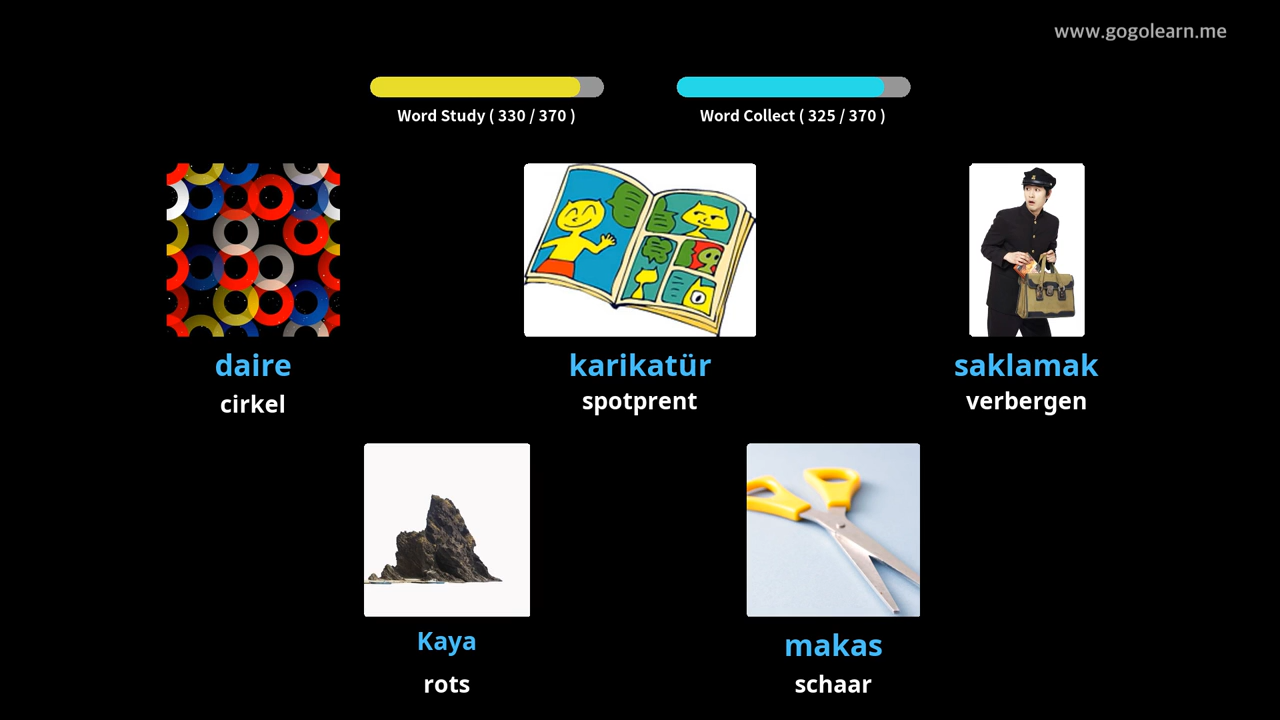 www.gogolearn.me
Word Study ( 330 / 370 )
Word Collect ( 325 / 370 )
daire
cirkel
karikatür
spotprent
saklamak
verbergen
Kaya
rots
makas
schaar